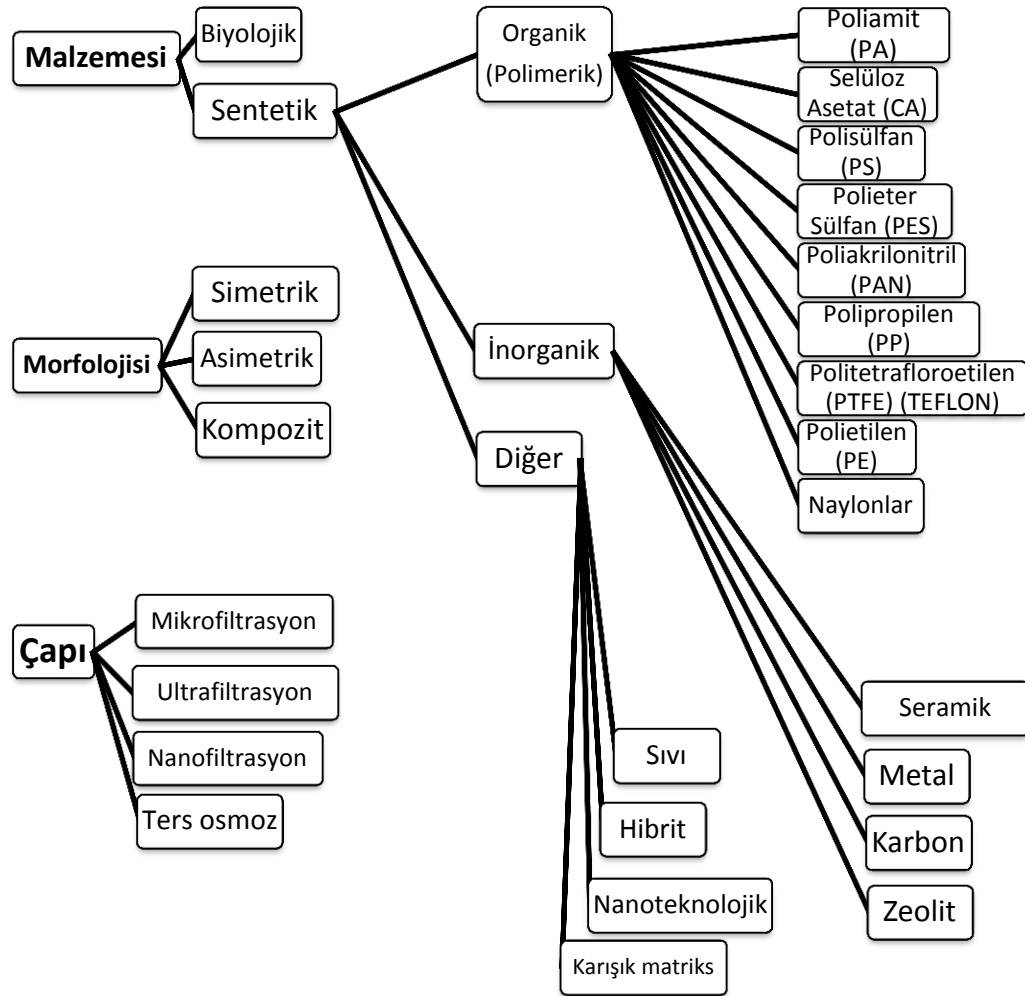 Malzemesi
Biyolojik
Sentetik
Organik
(Polimerik)
Poliamit
(PA)
Selüloz
Asetat (CA)
Polisülfan
(PS)
Polieter
Sülfan (PES)
Poliakrilonitril
(PAN)
Polipropilen
(PP)
Politetrafloroetilen
(PTFE) (TEFLON)
Polietilen
(PE)
Naylonlar
İnorganik
Seramik
Metal
Karbon
Zeolit
Diğer
Sıvı
Hibrit
Nanoteknolojik
Karışık matriks
Morfolojisi
Simetrik
Asimetrik
Kompozit
Çapı
Mikrofiltrasyon
Ultrafiltrasyon
Nanofiltrasyon
Ters osmoz